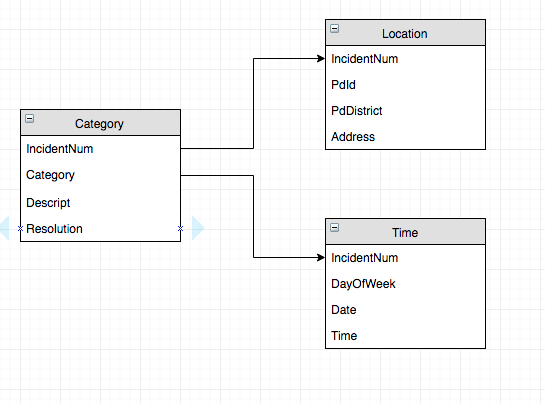 Location
IncidentNum
PdId
PdDistrict
Address
Category
IncidentNum
Category
Descript
Resolution
Time
IncidentNum
DayOfWeek
Date
Time